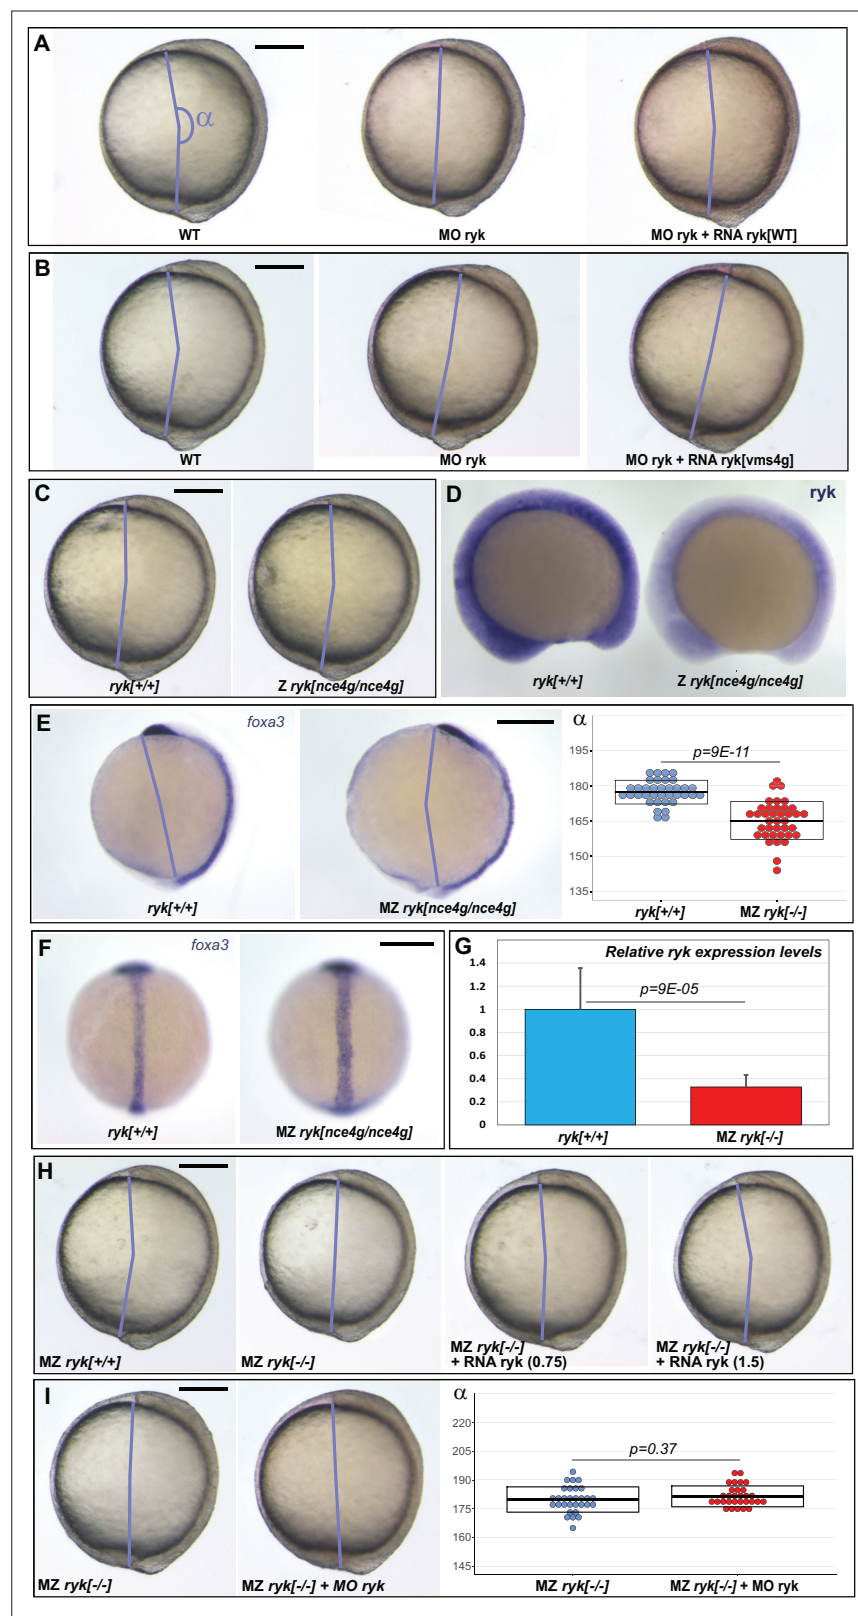 A
α
WT
MO ryk
MO ryk + RNA ryk[WT]
B
WT
MO ryk
MO ryk + RNA ryk[vms4g]
C
ryk[+/+]
Z ryk[nce4g/nce4g]
D
ryk
ryk[+/+]
Z ryk[nce4g/nce4g]
E
foxa3
ryk[+/+]
MZ ryk[nce4g/nce4g]
α
p=9E-11
195
180
165
150
135
ryk[+/+]
MZ ryk[-/-]
F
foxa3
ryk[+/+]
MZ ryk[nce4g/nce4g]
G
Relative ryk expression levels
p=9E-05
1.4
1.2
1
0.8
0.6
0.4
0.2
0
ryk[+/+]
MZ ryk[-/-]
H
MZ ryk[+/+]
MZ ryk[-/-]
MZ ryk[-/-]
+ RNA ryk (0.75)
MZ ryk[-/-]
+ RNA ryk (1.5)
I
MZ ryk[-/-]
MZ ryk[-/-] + MO ryk
α
p=0.37
220
205
190
175
160
145
MZ ryk[-/-]
MZ ryk[-/-] + MO ryk